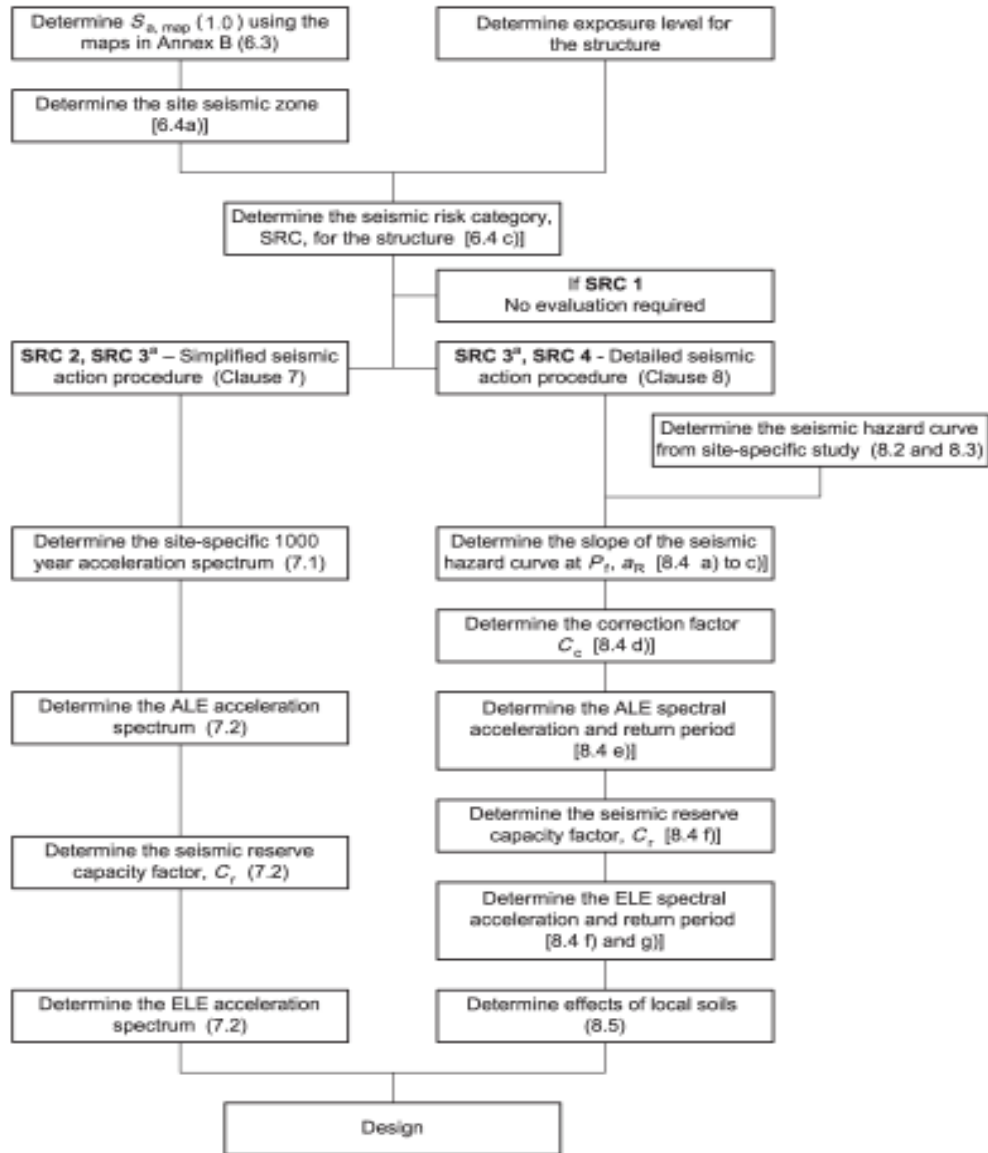 Determine Sa, map (1.0) using the
maps in Annex B (6.3)
Determine exposure level for
the structure
Determine the site seismic zone
[6.4a)]
Determine the seismic risk category,
SRC, for the structure [6.4 c)]
If SRC 1
No evaluation required
SRC 2, SRC 3ᵃ – Simplified seismic
action procedure (Clause 7)
SRC 3ᵃ, SRC 4 - Detailed seismic
action procedure (Clause 8)
Determine the seismic hazard curve
from site-specific study (8.2 and 8.3)
Determine the site-specific 1000
year acceleration spectrum (7.1)
Determine the slope of the seismic
hazard curve at Pf, aR [8.4 a) to c)]
Determine the correction factor
Cc [8.4 d)]
Determine the ALE acceleration
spectrum (7.2)
Determine the ALE spectral
acceleration and return period
[8.4 e)]
Determine the seismic reserve
capacity factor, Cr (7.2)
Determine the seismic reserve
capacity factor, Cr [8.4 f)]
Determine the ELE spectral
acceleration and return period
[8.4 f) and g)]
Determine the ELE acceleration
spectrum (7.2)
Determine effects of local soils
(8.5)
Design